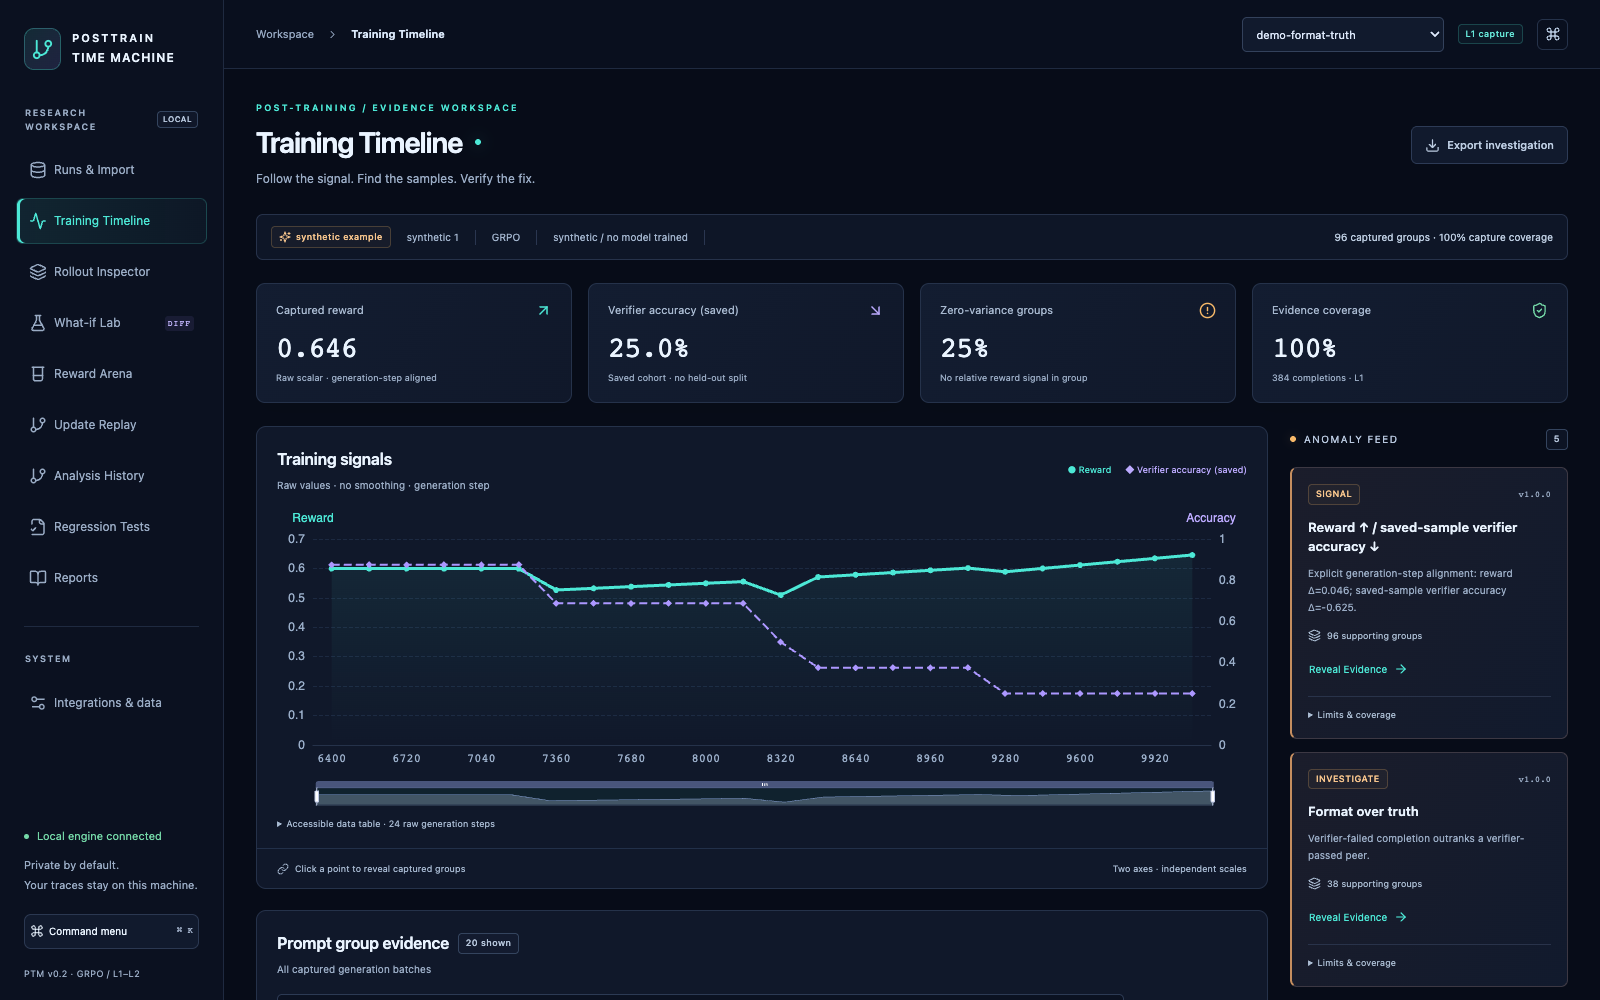 POSTTRAIN
TIME MACHINE
RESEARCH
WORKSPACE
LOCAL
Runs & Import
Training Timeline
Rollout Inspector
What-if Lab
DIFF
Reward Arena
Update Replay
Analysis History
Regression Tests
Reports
SYSTEM
Integrations & data
Local engine connected
Private by default.
Your traces stay on this machine.
⌘ Command menu ⌘ K
PTM v0.2 · GRPO / L1–L2
Workspace > Training Timeline
demo-format-truth
L1 capture
⌘
POST-TRAINING / EVIDENCE WORKSPACE
Training Timeline
Follow the signal. Find the samples. Verify the fix.
Export investigation
synthetic example
synthetic 1
GRPO
synthetic / no model trained
96 captured groups · 100% capture coverage
Captured reward
0.646
Raw scalar · generation-step aligned
Verifier accuracy (saved)
25.0%
Saved cohort · no held-out split
Zero-variance groups
25%
No relative reward signal in group
Evidence coverage
100%
384 completions · L1
Training signals
Raw values · no smoothing · generation step
Reward
Verifier accuracy (saved)
Reward
Accuracy
0.7
0.6
0.5
0.4
0.3
0.2
0.1
0
1
0.8
0.6
0.4
0.2
0
6400 6720 7040 7360 7680 8000 8320 8640 8960 9280 9600 9920
▶ Accessible data table · 24 raw generation steps
Click a point to reveal captured groups
Two axes · independent scales
Prompt group evidence
20 shown
All captured generation batches
ANOMALY FEED
5
SIGNAL
v1.0.0
Reward ↑ / saved-sample verifier
accuracy ↓
Explicit generation-step alignment: reward
Δ=0.046; saved-sample verifier accuracy
Δ=-0.625.
96 supporting groups
Reveal Evidence →
▶ Limits & coverage
INVESTIGATE
v1.0.0
Format over truth
Verifier-failed completion outranks a verifier-
passed peer.
38 supporting groups
Reveal Evidence →
▶ Limits & coverage